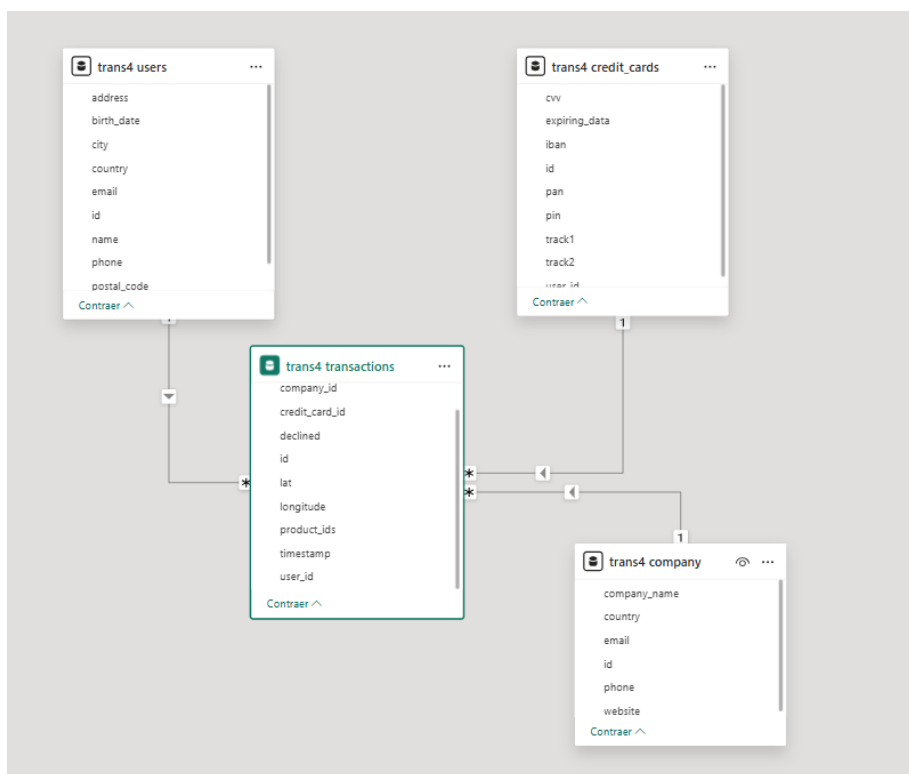 trans4 users
address
birth_date
city
country
email
id
name
phone
postal_code
Contraer
trans4 credit_cards
cvv
expiring_data
iban
id
pan
pin
track1
track2
user_id
Contraer
1
trans4 transactions
company_id
credit_card_id
declined
id
lat
longitude
product_ids
timestamp
user_id
Contraer
*
*
*
1
trans4 company
company_name
country
email
id
phone
website
Contraer